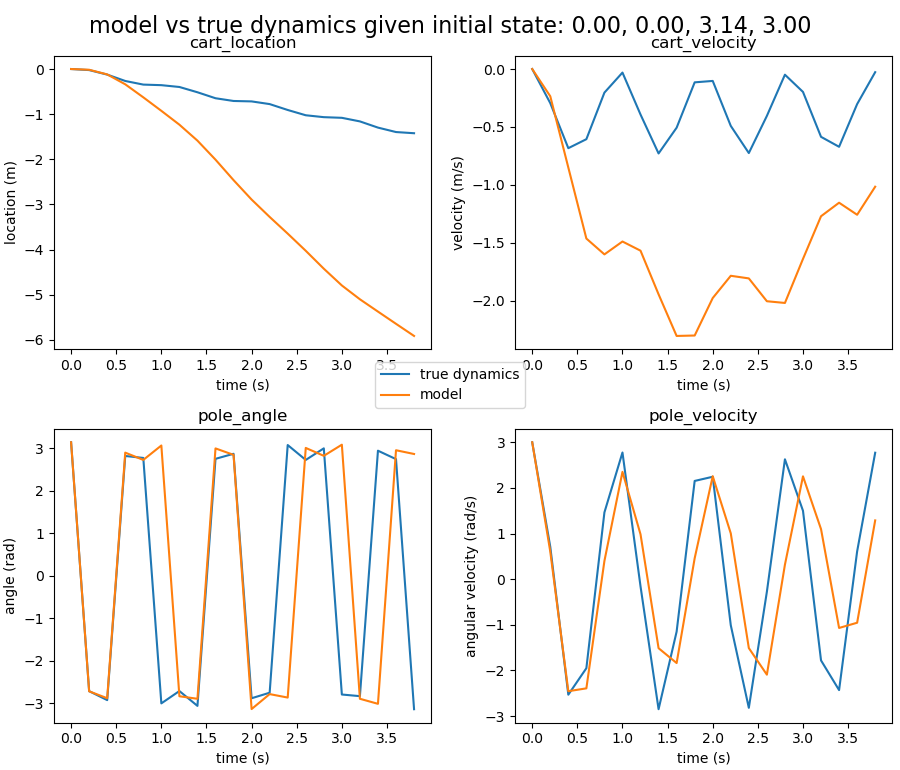 model vs true dynamics given initial state: 0.00, 0.00, 3.14, 3.00
cart_location
location (m)
0
−1
−2
−3
−4
−5
−6
0.0 0.5 1.0 1.5 2.0 2.5 3.0 3.5
time (s)
cart_velocity
velocity (m/s)
0.0
−0.5
−1.0
−1.5
−2.0
0.0 0.5 1.0 1.5 2.0 2.5 3.0 3.5
time (s)
true dynamics
model
pole_angle
angle (rad)
3
2
1
0
−1
−2
−3
0.0 0.5 1.0 1.5 2.0 2.5 3.0 3.5
time (s)
pole_velocity
angular velocity (rad/s)
3
2
1
0
−1
−2
−3
0.0 0.5 1.0 1.5 2.0 2.5 3.0 3.5
time (s)